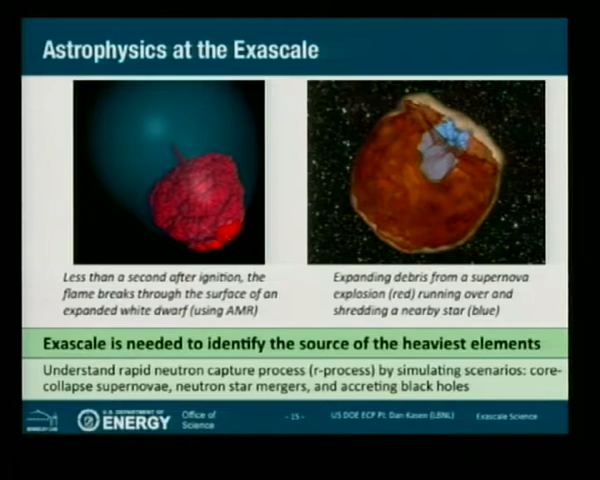 Astrophysics at the Exascale
Less than a second after ignition, the
flame breaks through the surface of an
expanded white dwarf (using AMR)
Expanding debris from a supernova
explosion (red) running over and
shredding a nearby star (blue)
Exascale is needed to identify the source of the heaviest elements
Understand rapid neutron capture process (r-process) by simulating scenarios: core-
collapse supernovae, neutron star mergers, and accreting black holes
BERKELEY LAB
U.S. DEPARTMENT OF
ENERGY
Office of
Science
- 15 -
US DOE ECP PI: Dan Kasen (LBNL)
Exascale Science